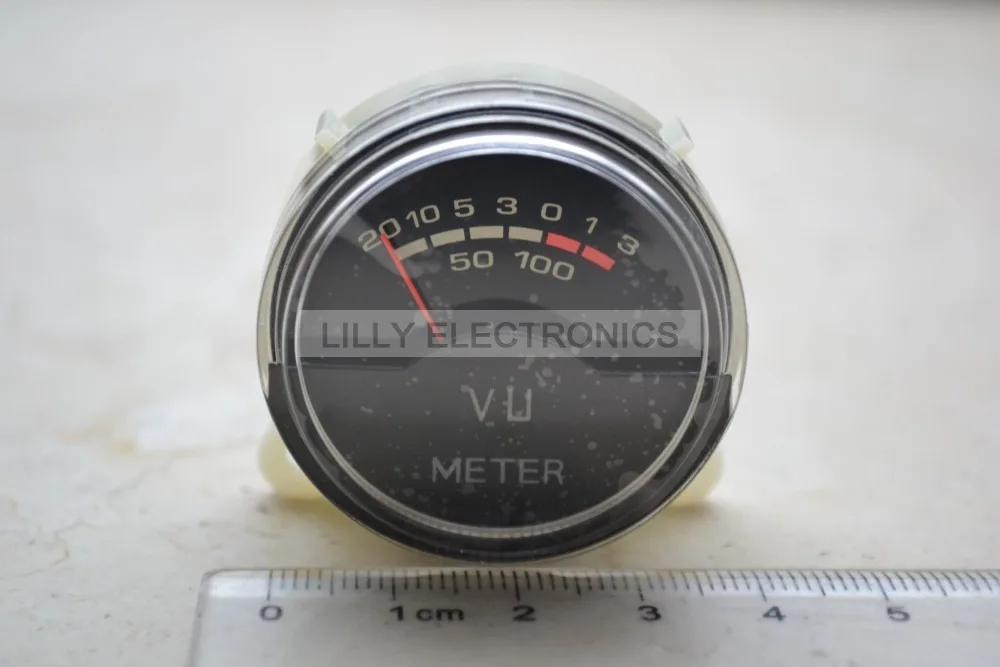 20 10 5 3 0 1 3
50 100
LILLY ELECTRONICS
VU
METER
0 1cm 2 3 4 5